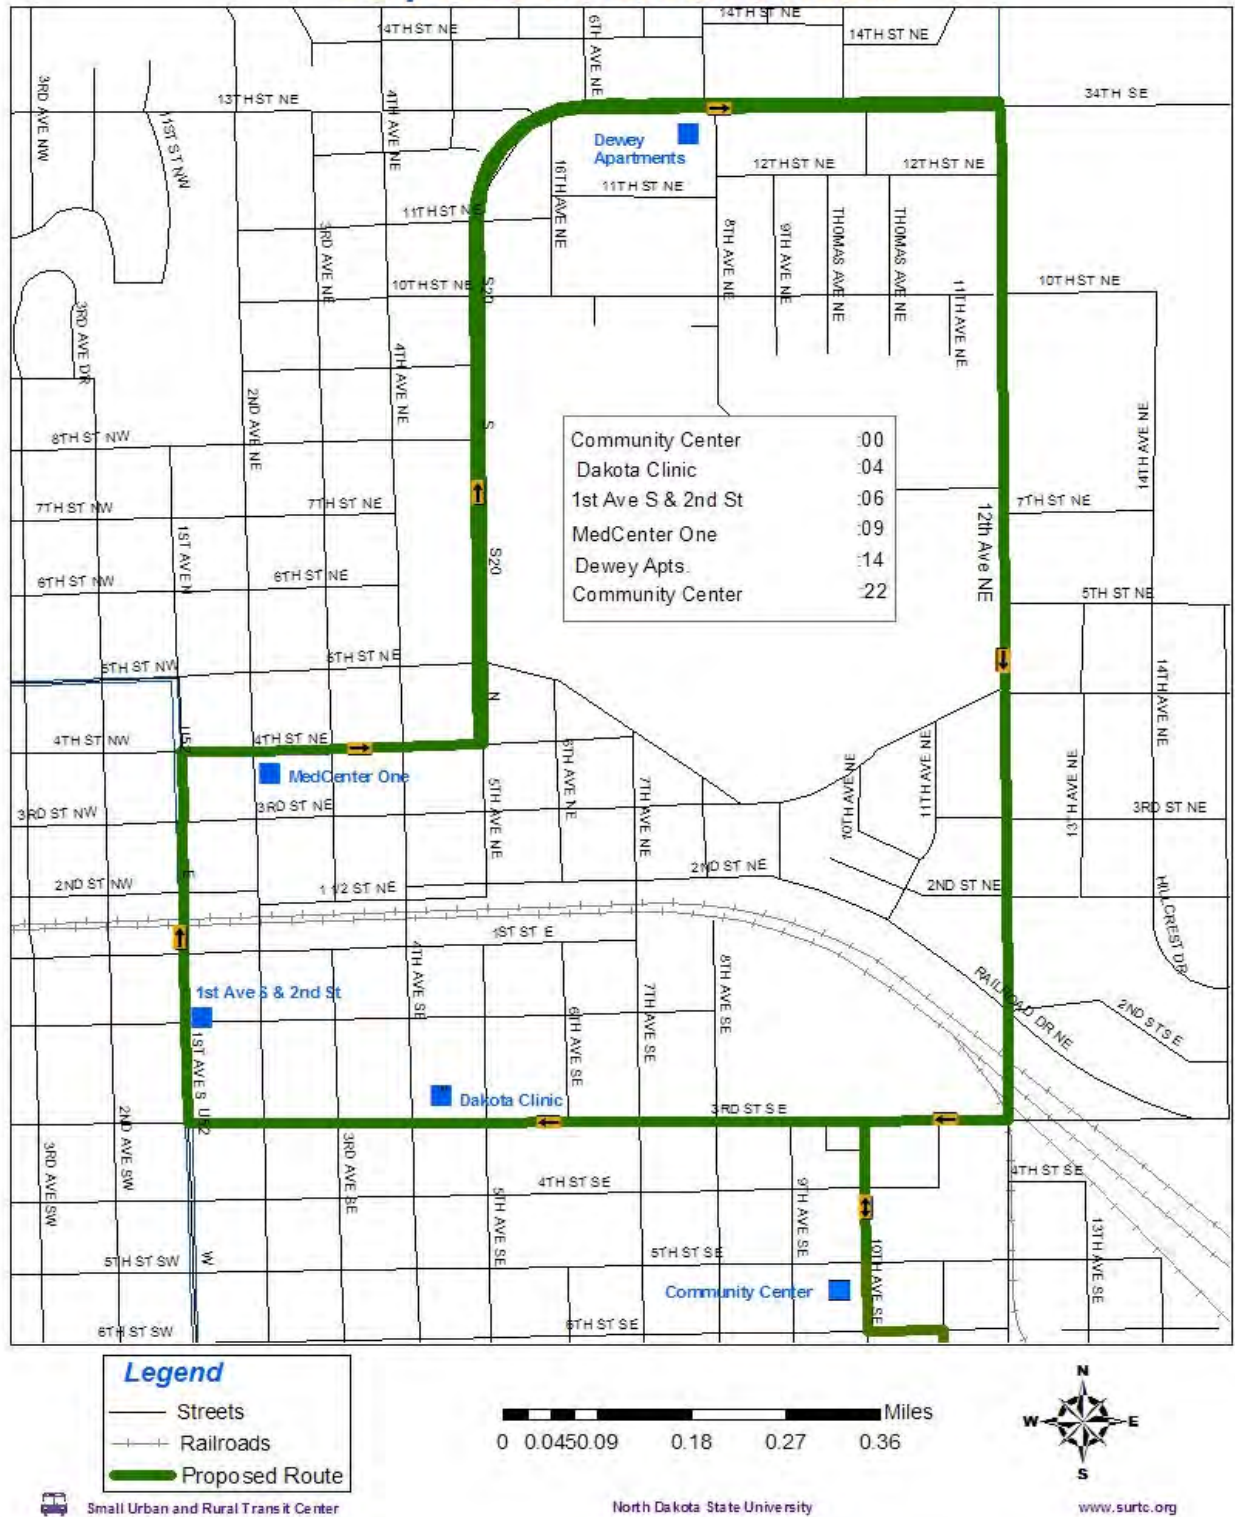 14TH ST NE
6TH AVE NE
14TH ST NE
14TH ST NE
3RD AVE NW
11ST ST NW
13TH ST NE
4TH AVE NE
34TH SE
Dewey
Apartments
12TH ST NE
12TH ST NE
16TH AVE NE
11TH ST NE
11TH ST NE
3RD AVE NE
8TH AVE NE
9TH AVE NE
THOMAS AVE NE
THOMAS AVE NE
11TH AVE NE
10TH ST NE
S20
10TH ST NE
3RD AVE DR
4TH AVE NE
2ND AVE NE
14TH AVE NE
S
8TH ST NW
Community Center :00
Dakota Clinic :04
1st Ave S & 2nd St :06
MedCenter One :09
Dewey Apts. :14
Community Center :22
7TH ST NW
7TH ST NE
7TH ST NE
1ST AVE N
12th Ave NE
S20
6TH ST NW
6TH ST NE
5TH ST NE
5TH ST NW
5TH ST NE
14TH AVE NE
N
U52
4TH ST NW
4TH ST NE
6TH AVE NE
MedCenter One
5TH AVE NE
7TH AVE NE
10TH AVE NE
11TH AVE NE
13TH AVE NE
3RD ST NW
3RD ST NE
3RD ST NE
E
2ND ST NW
1 1/2 ST NE
2ND ST NE
2ND ST NE
HILLCREST DR
1ST ST E
4TH AVE SE
8TH AVE SE
7TH AVE SE
RAILROAD DR NE
2ND ST SE
1st Ave S & 2nd St
1ST AVE S
U52
6TH AVE SE
Dakota Clinic
3RD ST SE
2ND AVE SW
3RD AVE SW
3RD AVE SE
5TH AVE SE
4TH ST SE
9TH AVE SE
4TH ST SE
13TH AVE SE
W
5TH ST SW
5TH ST SE
10TH AVE SE
Community Center
6TH ST SW
6TH ST SE
Legend
Streets
Railroads
Proposed Route
Miles
0 0.045 0.09 0.18 0.27 0.36
N
W E
S
Small Urban and Rural Transit Center
North Dakota State University
www.surtc.org